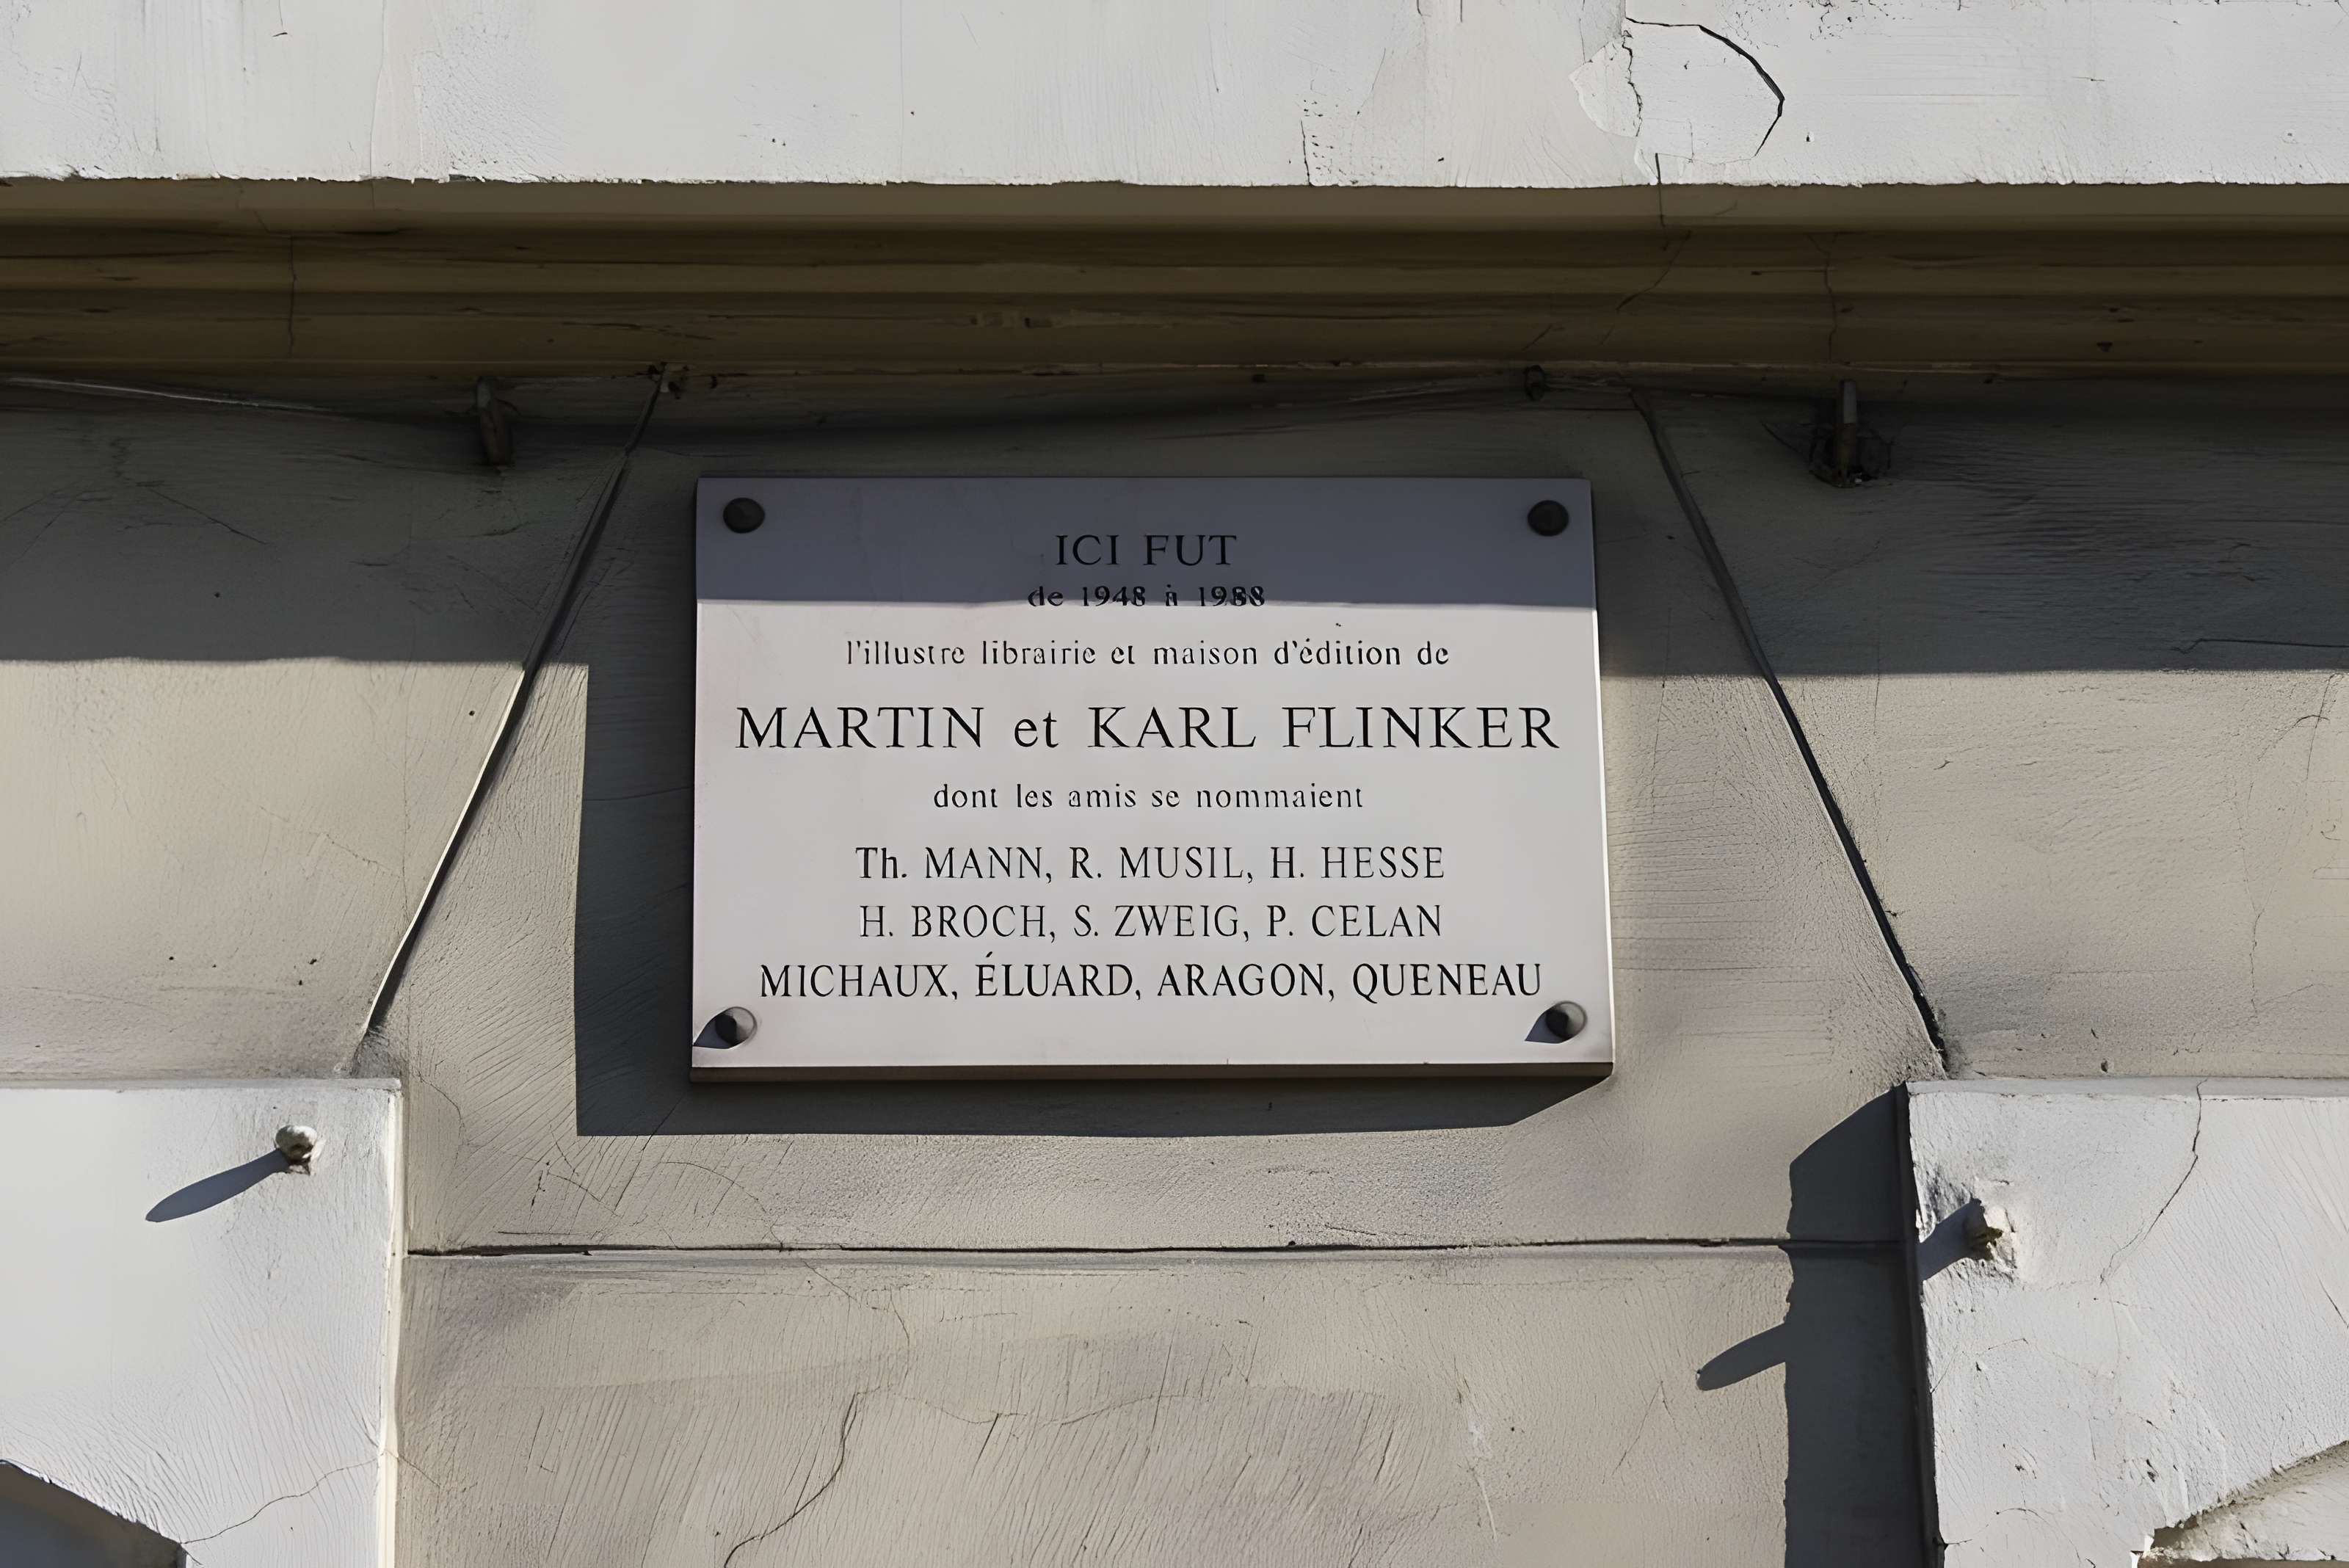 ICI FUT
de 1948 à 1988
l'illustre librairie et maison d'édition de
MARTIN et KARL FLINKER
dont les amis se nommaient
Th. MANN, R. MUSIL, H. HESSE
H. BROCH, S. ZWEIG, P. CELAN
MICHAUX, ÉLUARD, ARAGON, QUENEAU